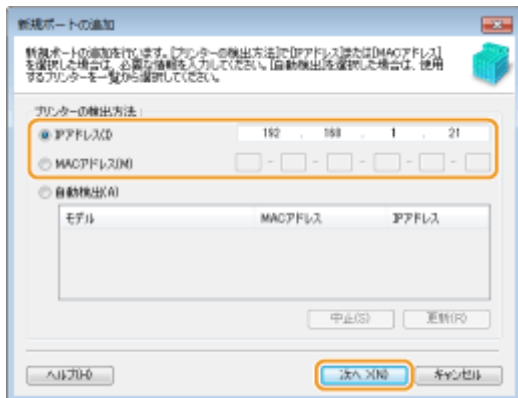 新規ポートの追加
新規ポートの追加を行います。[プリンターの検出方法]で[IPアドレス]または[MACアドレス]
を選択した場合は、必要な情報を入力してください。[自動検出]を選択した場合は、使用
するプリンターを一覧から選択してください。
プリンターの検出方法:
IPアドレス(I) 192 . 168 . 1 . 21
MACアドレス(M) - - - - -
自動検出(A)
モデル MACアドレス IPアドレス
中止(S) 更新(R)
ヘルプ(H) 次へ >(N) キャンセル